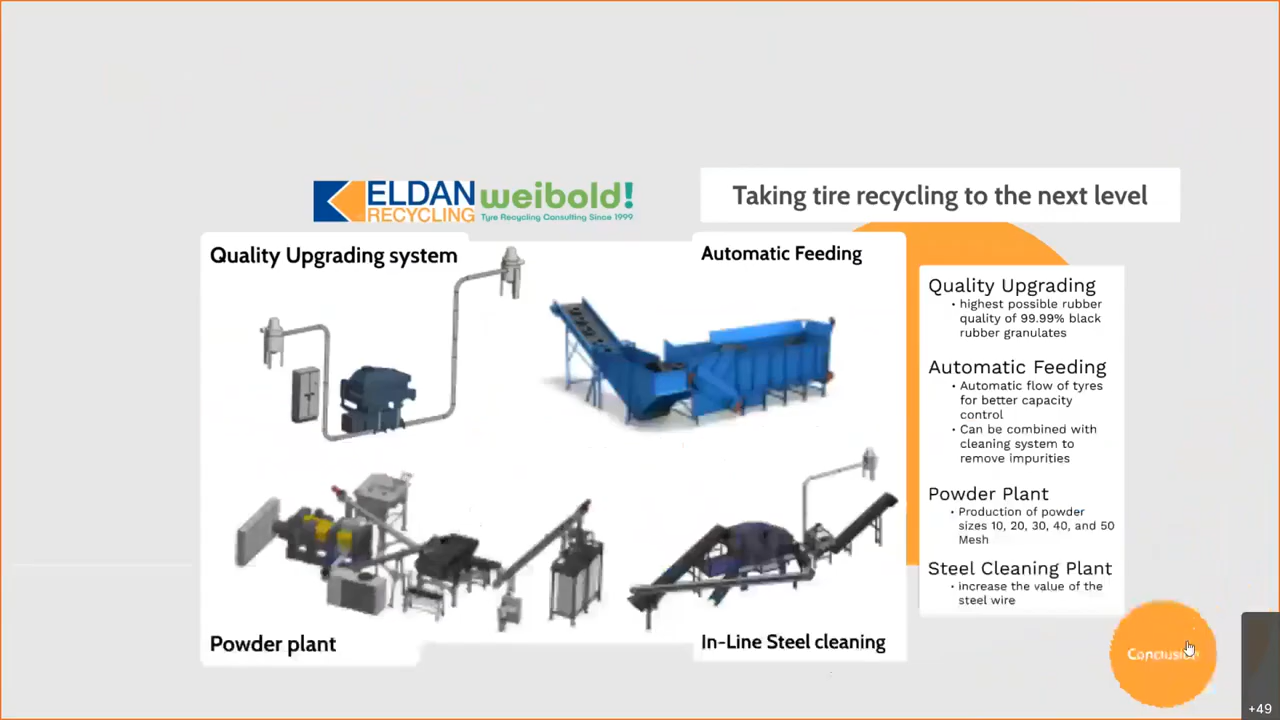 ELDAN
RECYCLING
weibold!
Tyre Recycling Consulting Since 1999
Taking tire recycling to the next level
Quality Upgrading system
Automatic Feeding
Powder plant
In-Line Steel cleaning
Quality Upgrading
• highest possible rubber
quality of 99.99% black
rubber granulates
Automatic Feeding
• Automatic flow of tyres
for better capacity
control
• Can be combined with
cleaning system to
remove impurities
Powder Plant
• Production of powder
sizes 10, 20, 30, 40, and 50
Mesh
Steel Cleaning Plant
• increase the value of the
steel wire
+49